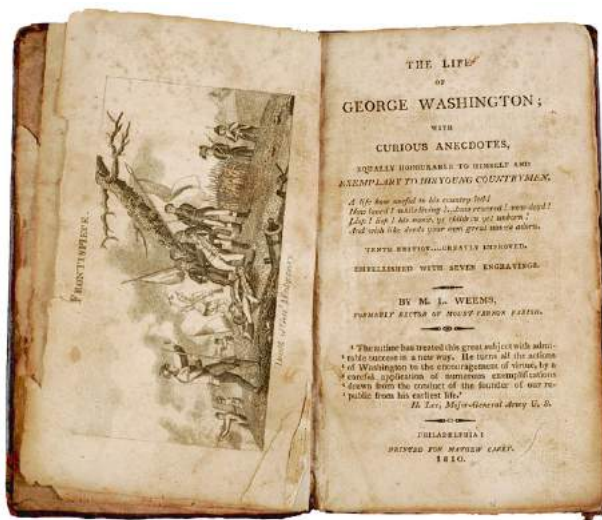 FRONTISPIECE.
Death of Genl. Montgomery
THE LIFE
OF
GEORGE WASHINGTON;
WITH
CURIOUS ANECDOTES,
EQUALLY HONOURABLE TO HIMSELF AND
EXEMPLARY TO HIS YOUNG COUNTRYMEN.
A life how useful to his country led!
How loved! while living!...how revered! now dead!
Lisp! lisp! his name, ye children yet unborn!
And with like deeds your own great names adorn.
TENTH EDITION....GREATLY IMPROVED.
EMBELLISHED WITH SEVEN ENGRAVINGS.
BY M. L. WEEMS,
FORMERLY RECTOR OF MOUNT-VERNON PARISH.
' The author has treated this great subject with admi-
' rable success in a new way. He turns all the actions
' of Washington to the encouragement of virtue, by a
' careful application of numerous exemplifications
' drawn from the conduct of the founder of our re-
' public from his earliest life.'
H. Lee, Major-General Army U. S.
PHILADELPHIA:
PRINTED FOR MATHEW CAREY.
1810.